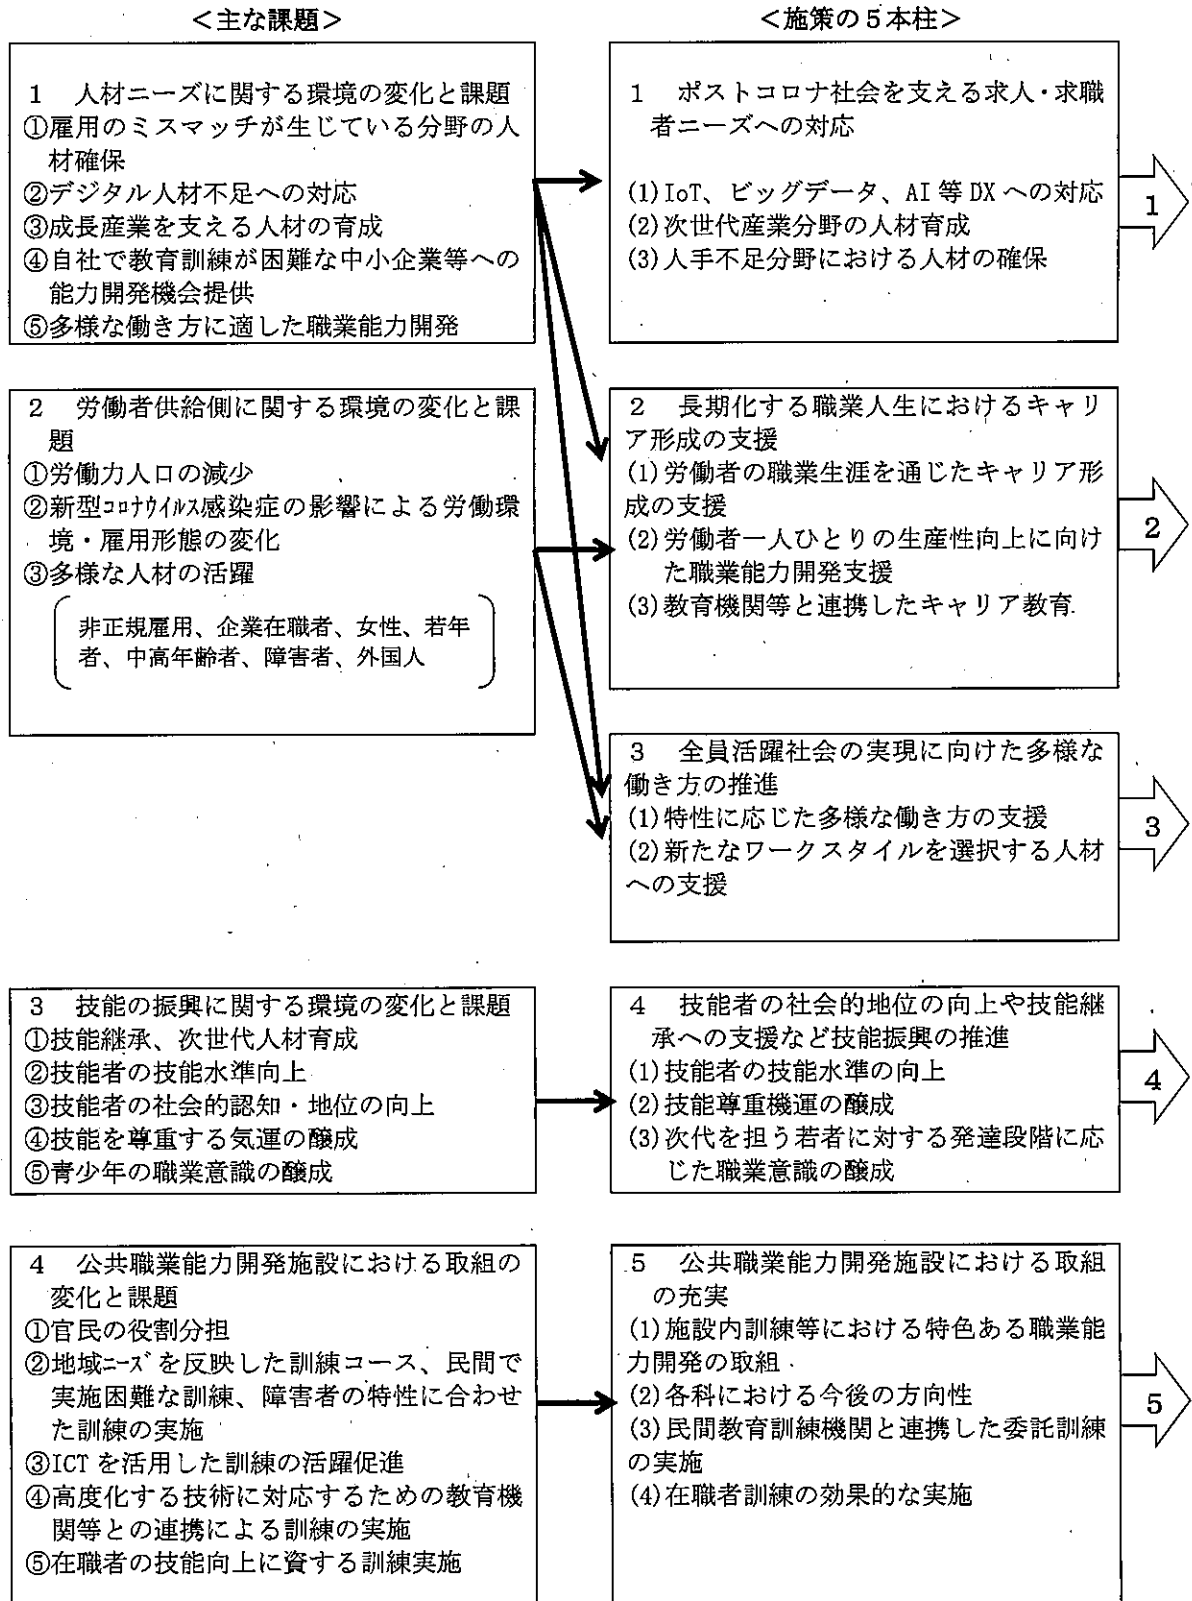 ＜主な課題＞
1　人材ニーズに関する環境の変化と課題
①雇用のミスマッチが生じている分野の人
材確保
②デジタル人材不足への対応
③成長産業を支える人材の育成
④自社で教育訓練が困難な中小企業等への
能力開発機会提供
⑤多様な働き方に適した職業能力開発
2　労働者供給側に関する環境の変化と課
題
①労働力人口の減少
②新型コロナウイルス感染症の影響による労働環
境・雇用形態の変化
③多様な人材の活躍
非正規雇用、企業在職者、女性、若年
者、中高年齢者、障害者、外国人
3　技能の振興に関する環境の変化と課題
①技能継承、次世代人材育成
②技能者の技能水準向上
③技能者の社会的認知・地位の向上
④技能を尊重する気運の醸成
⑤青少年の職業意識の醸成
4　公共職業能力開発施設における取組の
変化と課題
①官民の役割分担
②地域ニーズを反映した訓練コース、民間で
実施困難な訓練、障害者の特性に合わせ
た訓練の実施
③ICTを活用した訓練の活躍促進
④高度化する技術に対応するための教育機
関等との連携による訓練の実施
⑤在職者の技能向上に資する訓練実施
＜施策の5本柱＞
1　ポストコロナ社会を支える求人・求職
者ニーズへの対応
(1)IoT、ビッグデータ、AI等DXへの対応
(2)次世代産業分野の人材育成
(3)人手不足分野における人材の確保
1
2　長期化する職業人生におけるキャリ
ア形成の支援
(1)労働者の職業生涯を通じたキャリア形
成の支援
(2)労働者一人ひとりの生産性向上に向け
た職業能力開発支援
(3)教育機関等と連携したキャリア教育
2
3　全員活躍社会の実現に向けた多様な
働き方の推進
(1)特性に応じた多様な働き方の支援
(2)新たなワークスタイルを選択する人材
への支援
3
4　技能者の社会的地位の向上や技能継
承への支援など技能振興の推進
(1)技能者の技能水準の向上
(2)技能尊重機運の醸成
(3)次代を担う若者に対する発達段階に応
じた職業意識の醸成
4
5　公共職業能力開発施設における取組
の充実
(1)施設内訓練等における特色ある職業能
力開発の取組
(2)各科における今後の方向性
(3)民間教育訓練機関と連携した委託訓練
の実施
(4)在職者訓練の効果的な実施
5